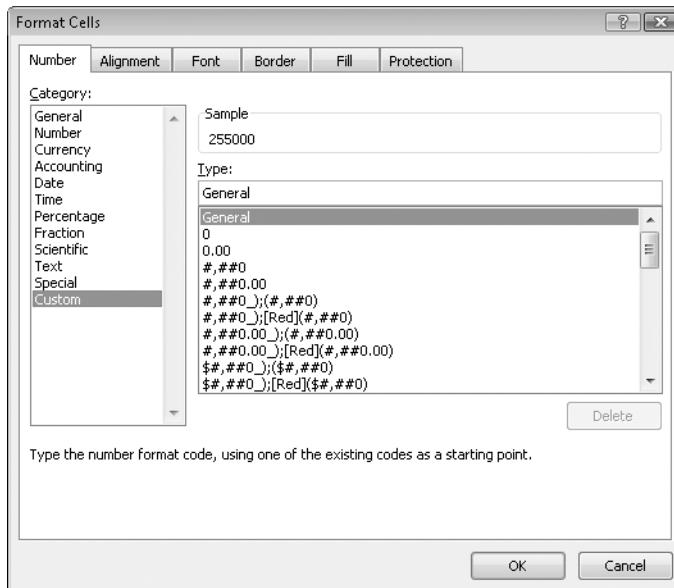 Format Cells
Number Alignment Font Border Fill Protection
Category:
General
Number
Currency
Accounting
Date
Time
Percentage
Fraction
Scientific
Text
Special
Custom
Sample
255000
Type:
General
General
0
0.00
#,##0
#,##0.00
#,##0_);(#,##0)
#,##0_);[Red](#,##0)
#,##0.00_);(#,##0.00)
#,##0.00_);[Red](#,##0.00)
$#,##0_);($#,##0)
$#,##0_);[Red]($#,##0)
Delete
Type the number format code, using one of the existing codes as a starting point.
OK Cancel